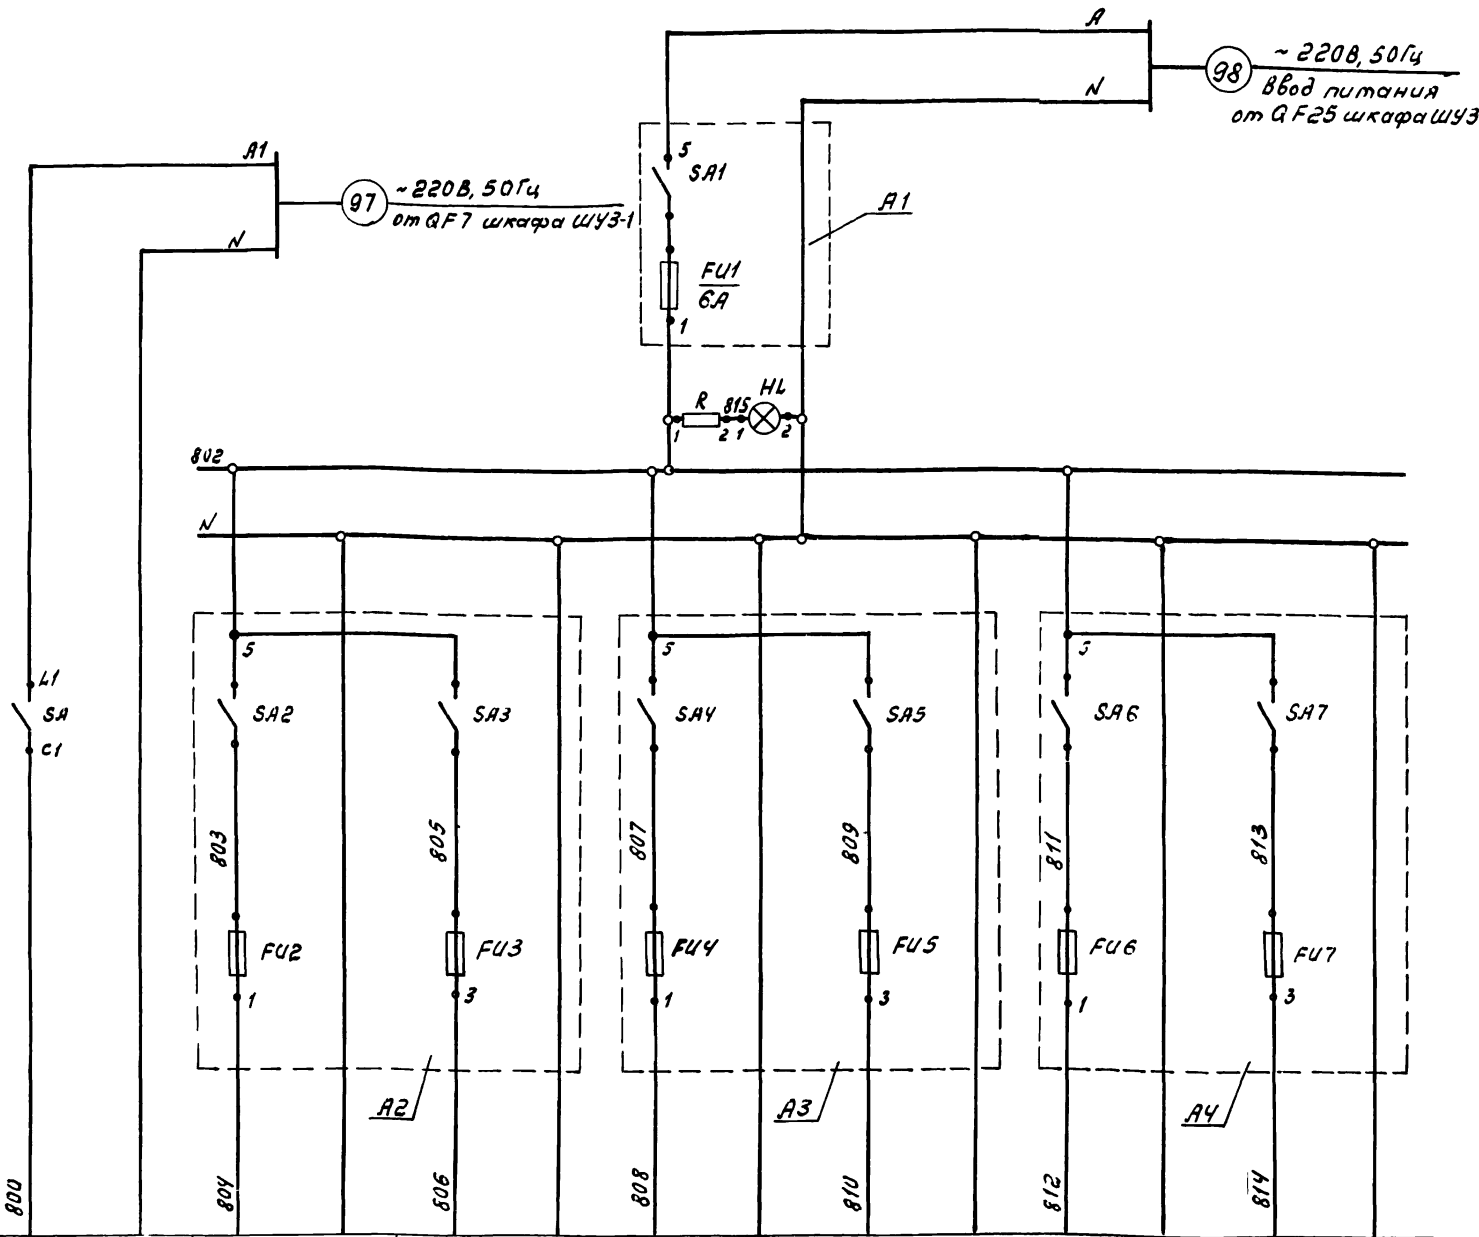 A
~ 220В, 50Гц
98
N
Ввод питания
от QF25 шкафа ШУЗ
A1
5
SA1
97
~220В, 50Гц
от QF7 шкафа ШУЗ-1
A1
N
FU1
6А
1
R
815
HL
1
2
1
2
802
N
5
5
5
L1
SA
C1
SA2
SA3
SA4
SA5
SA6
SA7
803
805
807
809
811
813
FU2
FU3
FU4
FU5
FU6
FU7
1
3
1
3
1
3
A2
A3
A4
800
804
806
808
810
812
814